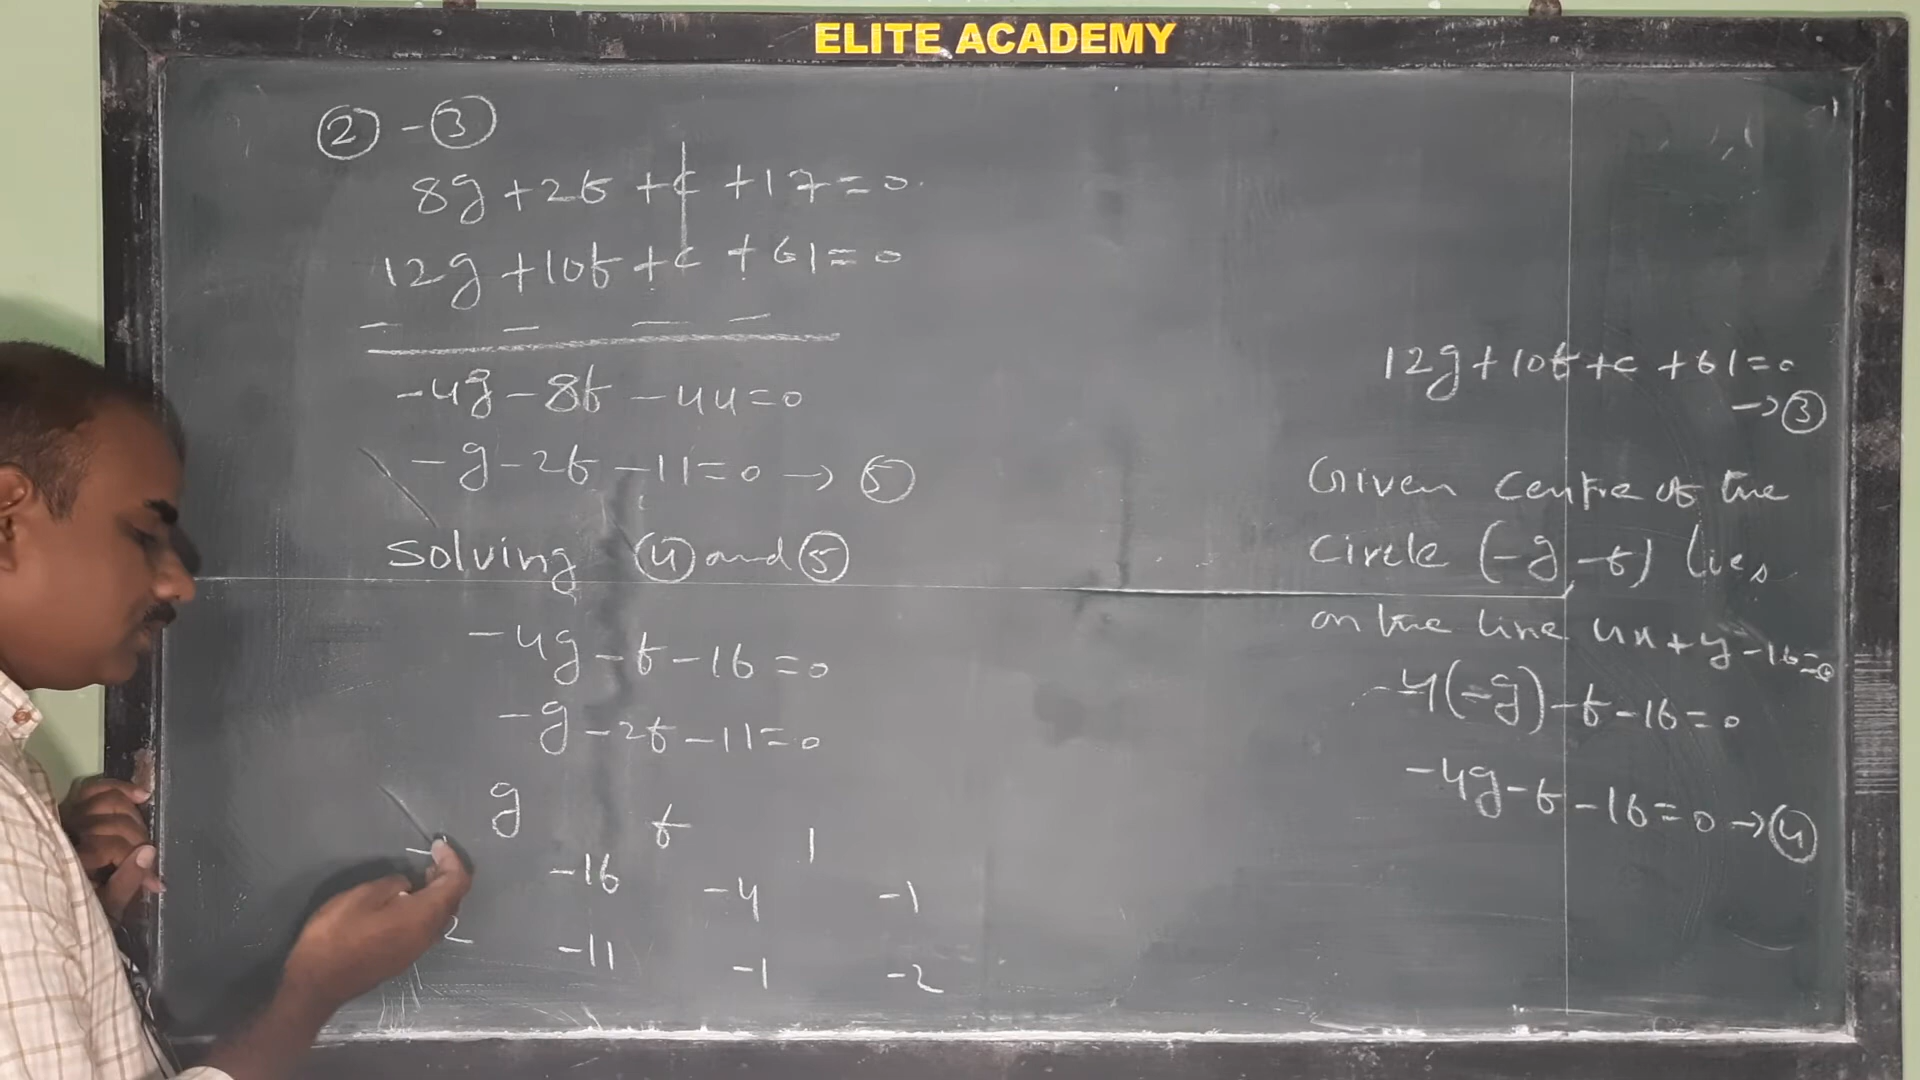 ELITE ACADEMY
② - ③
8g + 2f + c + 17 = 0
12g + 10f + c + 61 = 0
- - - -
-4g - 8f - 44 = 0
-g - 2f - 11 = 0 → ⑤
Solving ④ and ⑤
-4g - f - 16 = 0
-g - 2f - 11 = 0
g f 1
-16 -4 -1
2 -11 -1 -2
12g + 10f + c + 61 = 0
→ ③
Given centre of the
circle (-g, -f) lies
on the line 4x + y - 16 = 0
4(-g) - f - 16 = 0
-4g - f - 16 = 0 → ④